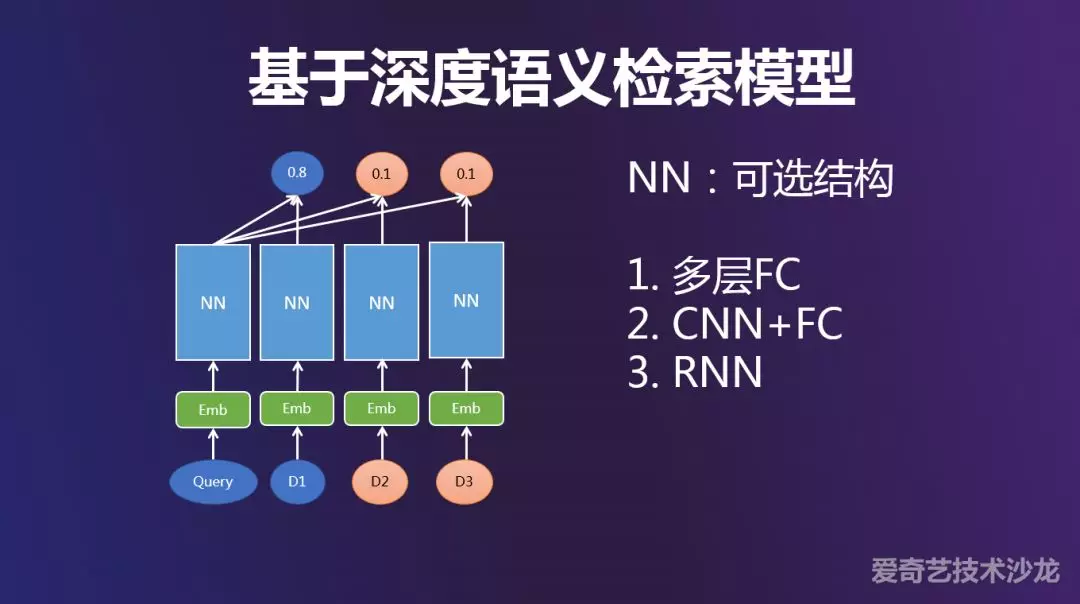 基于深度语义检索模型
0.8 0.1 0.1
NN:可选结构
NN NN NN NN
1. 多层FC
2. CNN+FC
3. RNN
Emb Emb Emb Emb
Query D1 D2 D3
爱奇艺技术沙龙